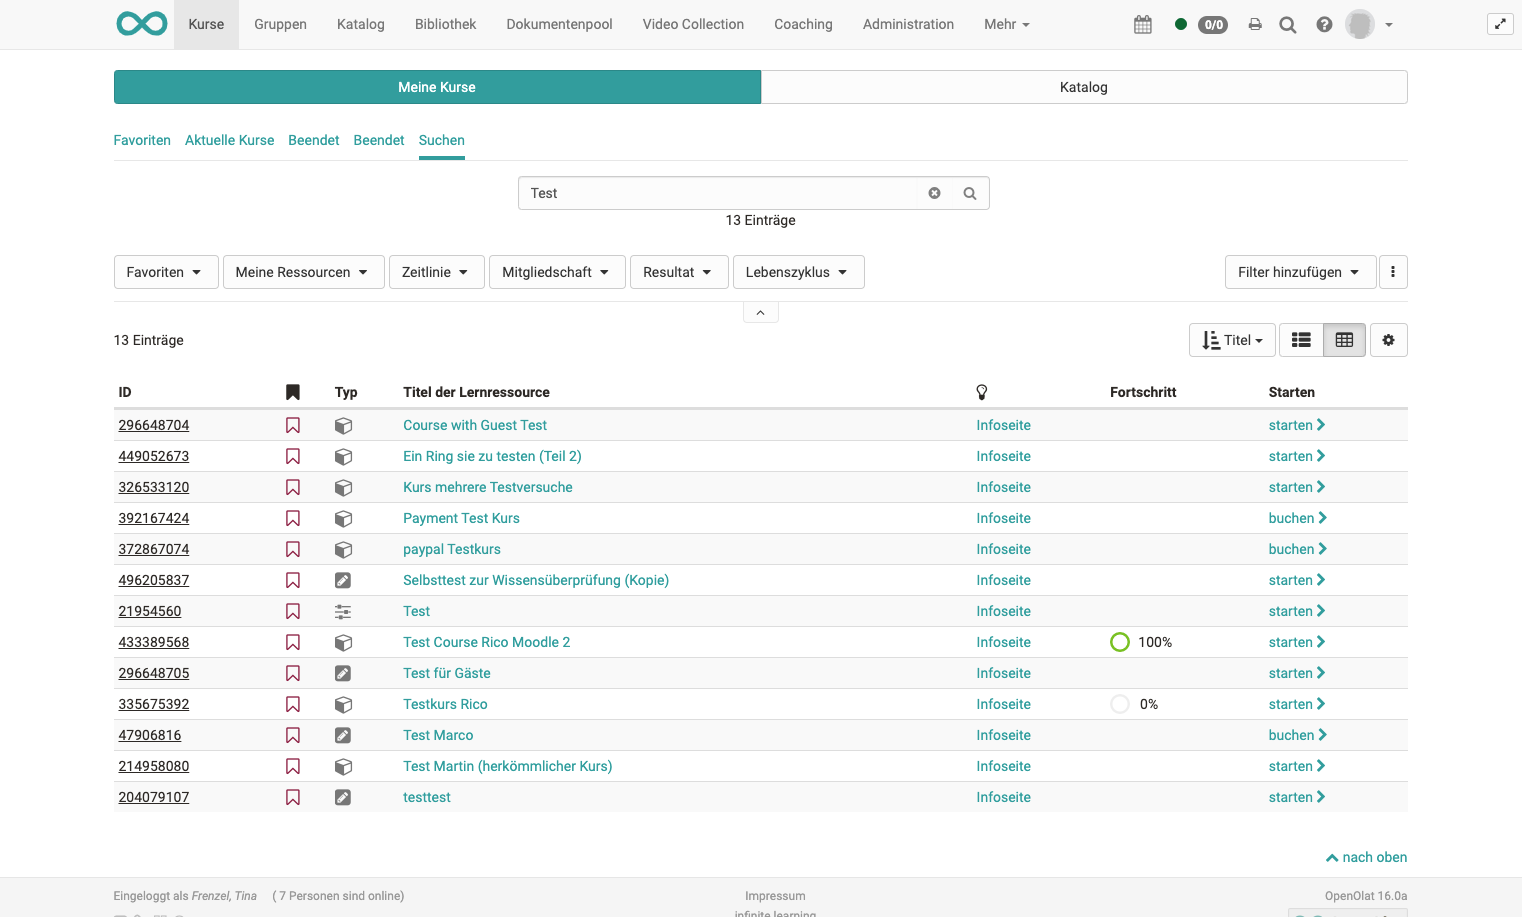 Kurse Gruppen Katalog Bibliothek Dokumentenpool Video Collection Coaching Administration Mehr 0/0
Meine Kurse Katalog
Favoriten Aktuelle Kurse Beendet Beendet Suchen
Test
13 Einträge
Favoriten Meine Ressourcen Zeitlinie Mitgliedschaft Resultat Lebenszyklus Filter hinzufügen
13 Einträge Titel
ID Typ Titel der Lernressource Fortschritt Starten
296648704 Course with Guest Test Infoseite starten
449052673 Ein Ring sie zu testen (Teil 2) Infoseite starten
326533120 Kurs mehrere Testversuche Infoseite starten
392167424 Payment Test Kurs Infoseite buchen
372867074 paypal Testkurs Infoseite buchen
496205837 Selbsttest zur Wissensüberprüfung (Kopie) Infoseite starten
21954560 Test Infoseite starten
433389568 Test Course Rico Moodle 2 Infoseite 100% starten
296648705 Test für Gäste Infoseite starten
335675392 Testkurs Rico Infoseite 0% starten
47906816 Test Marco Infoseite buchen
214958080 Test Martin (herkömmlicher Kurs) Infoseite starten
204079107 testtest Infoseite starten
nach oben
Eingeloggt als Frenzel, Tina ( 7 Personen sind online) Impressum OpenOlat 16.0a
infinite learning